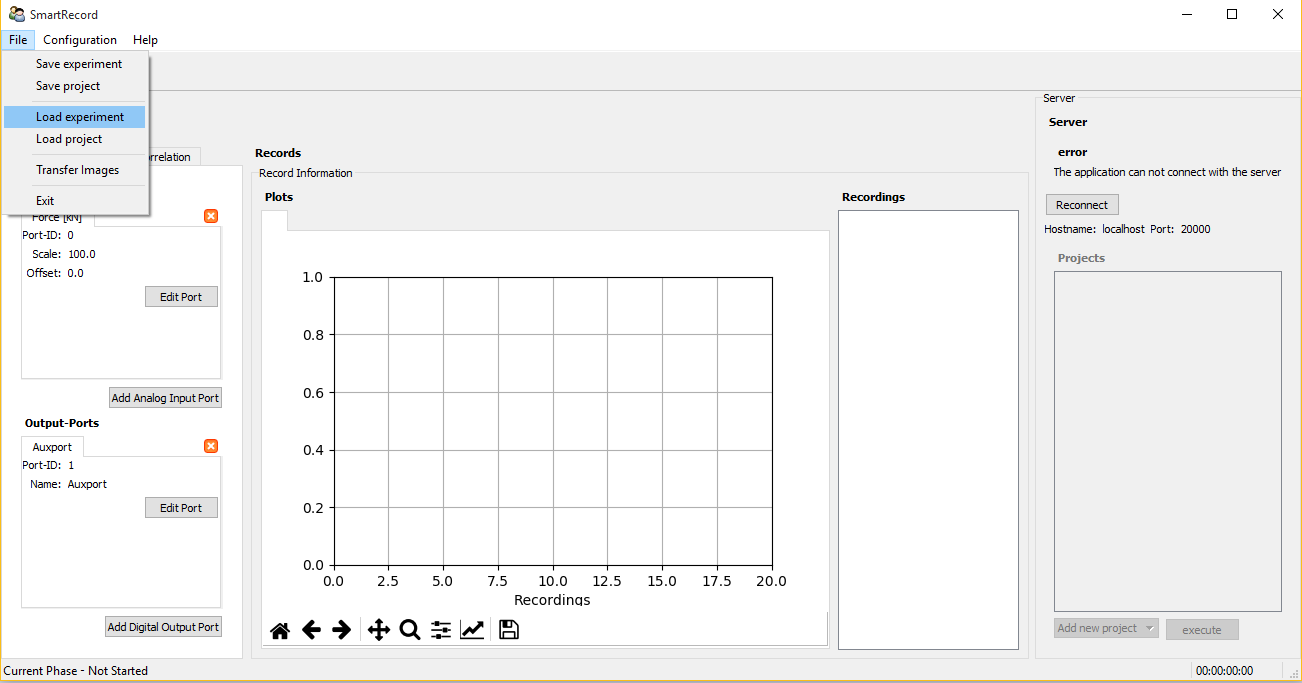 SmartRecord
File Configuration Help
Save experiment
Save project
Load experiment
Load project
Transfer Images
Exit
Force [kN]
Port-ID: 0
Scale: 100.0
Offset: 0.0
Edit Port
Add Analog Input Port
Output-Ports
Auxport
Port-ID: 1
Name: Auxport
Edit Port
Add Digital Output Port
Records
Record Information
Plots
1.0
0.8
0.6
0.4
0.2
0.0
0.0 2.5 5.0 7.5 10.0 12.5 15.0 17.5 20.0
Recordings
Recordings
Server
Server
error
The application can not connect with the server
Reconnect
Hostname: localhost Port: 20000
Projects
Add new project
execute
Current Phase - Not Started
00:00:00:00